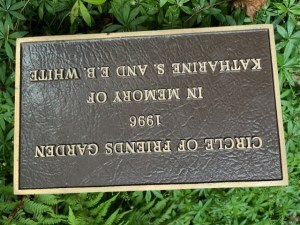 CIRCLE OF FRIENDS GARDEN
1996
IN MEMORY OF
KATHARINE S. AND E.B. WHITE